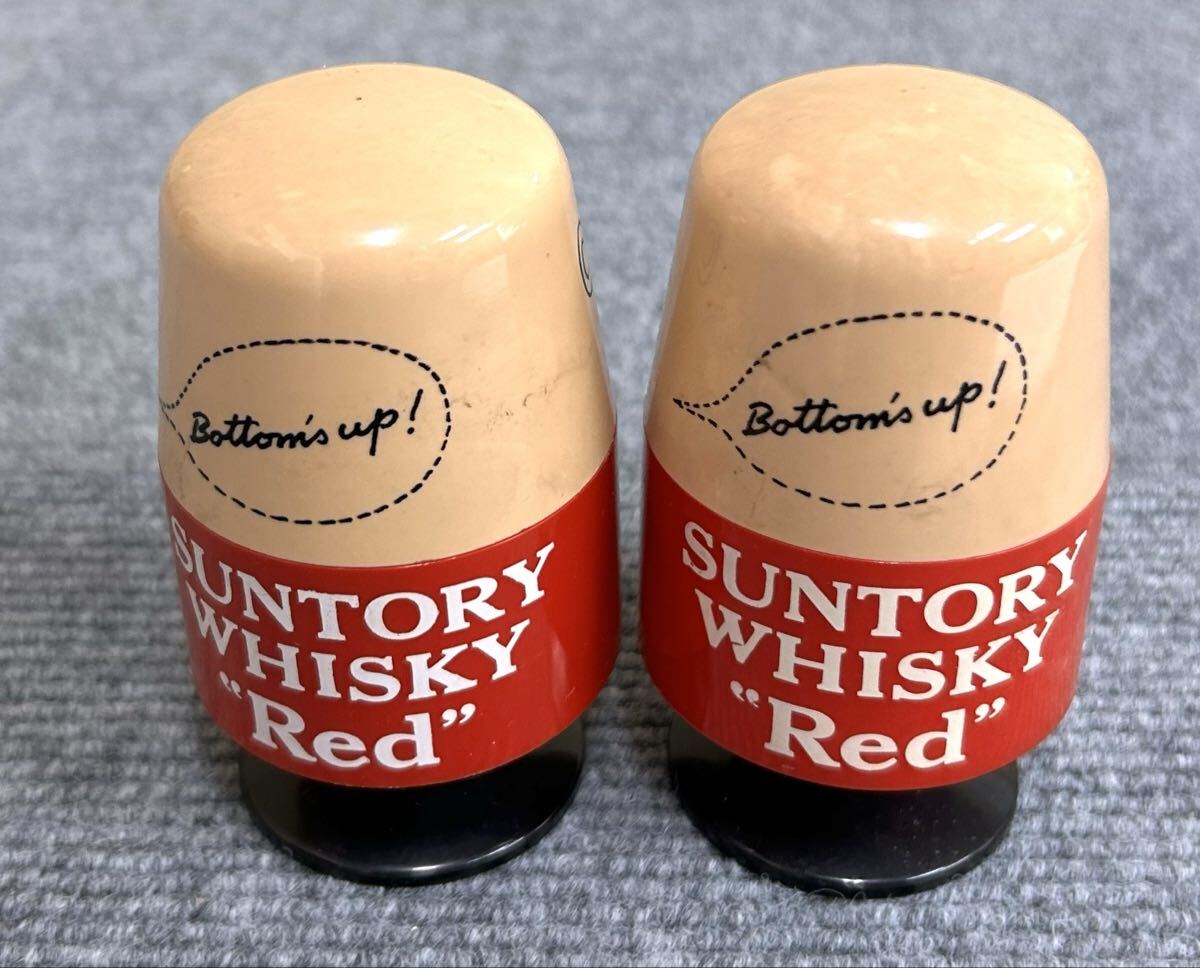 Bottom's up!
SUNTORY
WHISKY
"Red"
Bottom's up!
SUNTORY
WHISKY
"Red"